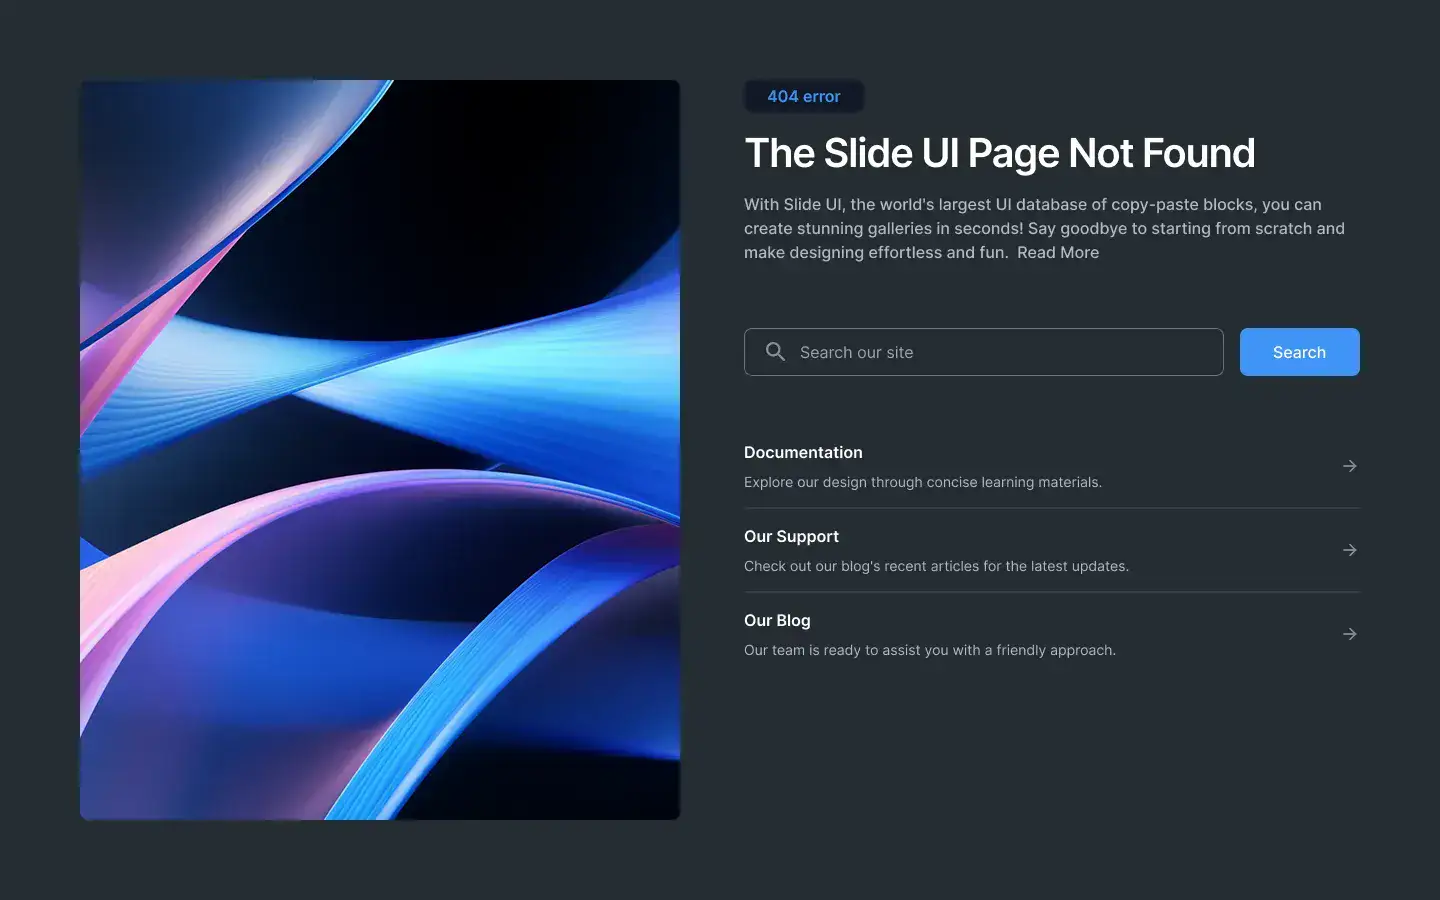 404 error
The Slide UI Page Not Found
With Slide UI, the world's largest UI database of copy-paste blocks, you can
create stunning galleries in seconds! Say goodbye to starting from scratch and
make designing effortless and fun. Read More
Search our site
Search
Documentation
Explore our design through concise learning materials.
Our Support
Check out our blog's recent articles for the latest updates.
Our Blog
Our team is ready to assist you with a friendly approach.